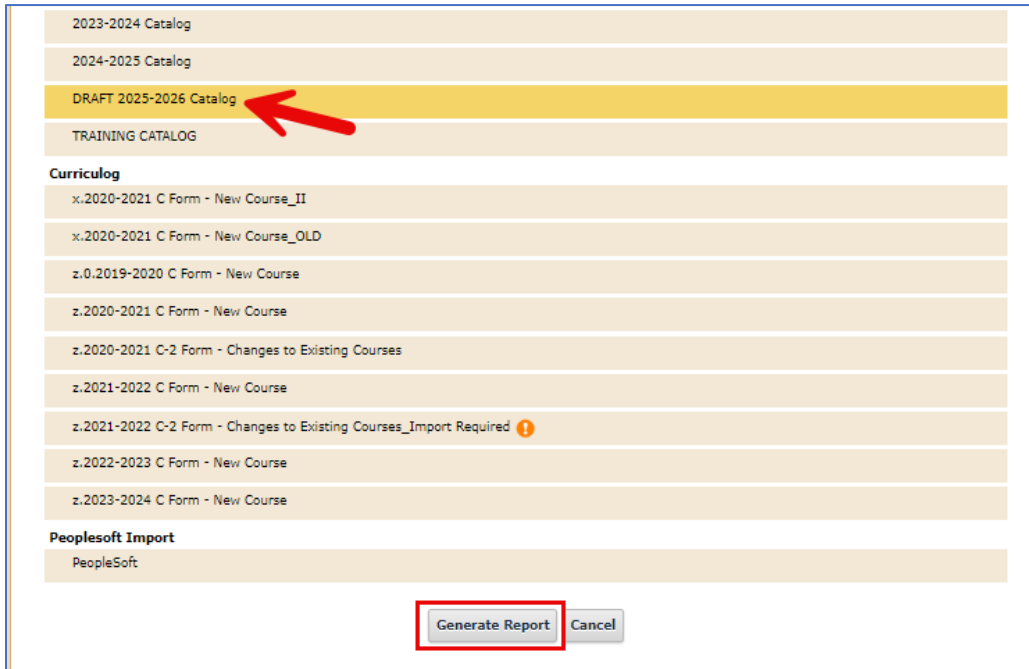 2023-2024 Catalog
2024-2025 Catalog
DRAFT 2025-2026 Catalog
TRAINING CATALOG
Curriculog
x.2020-2021 C Form - New Course_II
x.2020-2021 C Form - New Course_OLD
z.0.2019-2020 C Form - New Course
z.2020-2021 C Form - New Course
z.2020-2021 C-2 Form - Changes to Existing Courses
z.2021-2022 C Form - New Course
z.2021-2022 C-2 Form - Changes to Existing Courses_Import Required
z.2022-2023 C Form - New Course
z.2023-2024 C Form - New Course
Peoplesoft Import
PeopleSoft
Generate Report Cancel